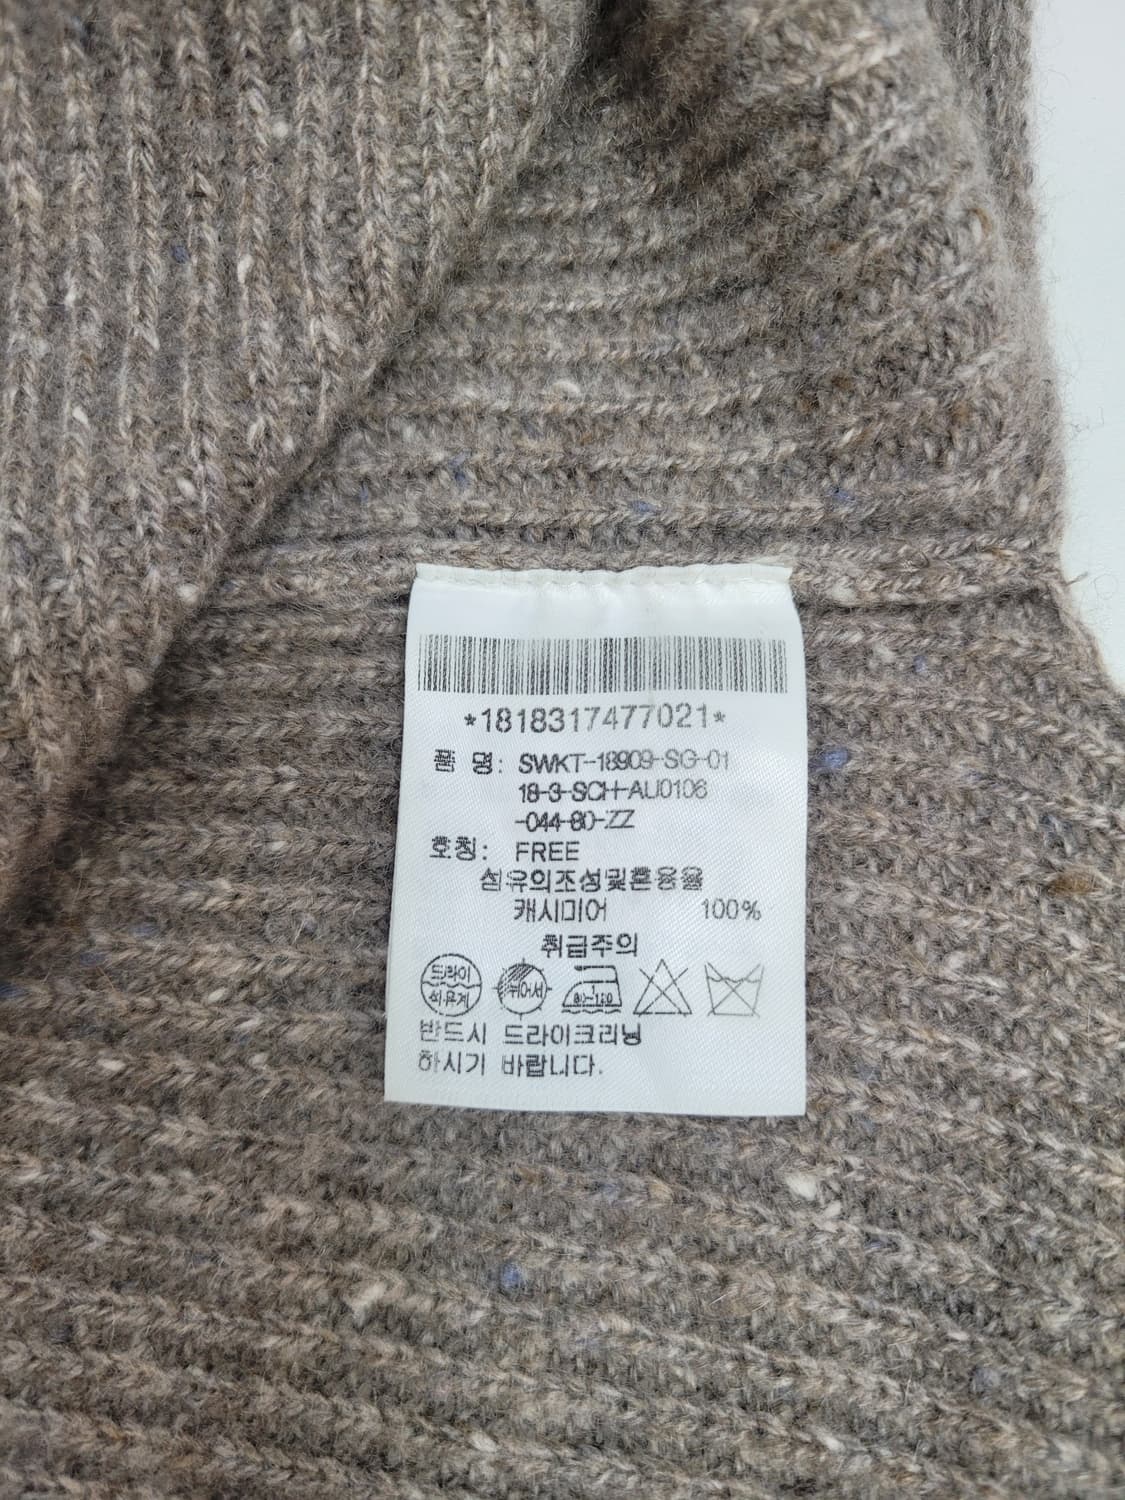 *1818317477021*
품 명: SWKT-18909-SG-01
18-3-SCH-AU0106
-044-80-ZZ
호칭: FREE
섬유의조성및혼용율
캐시미어 100%
취급주의
드라이 석유계 뉘어서
반드시 드라이크리닝
하시기 바랍니다.